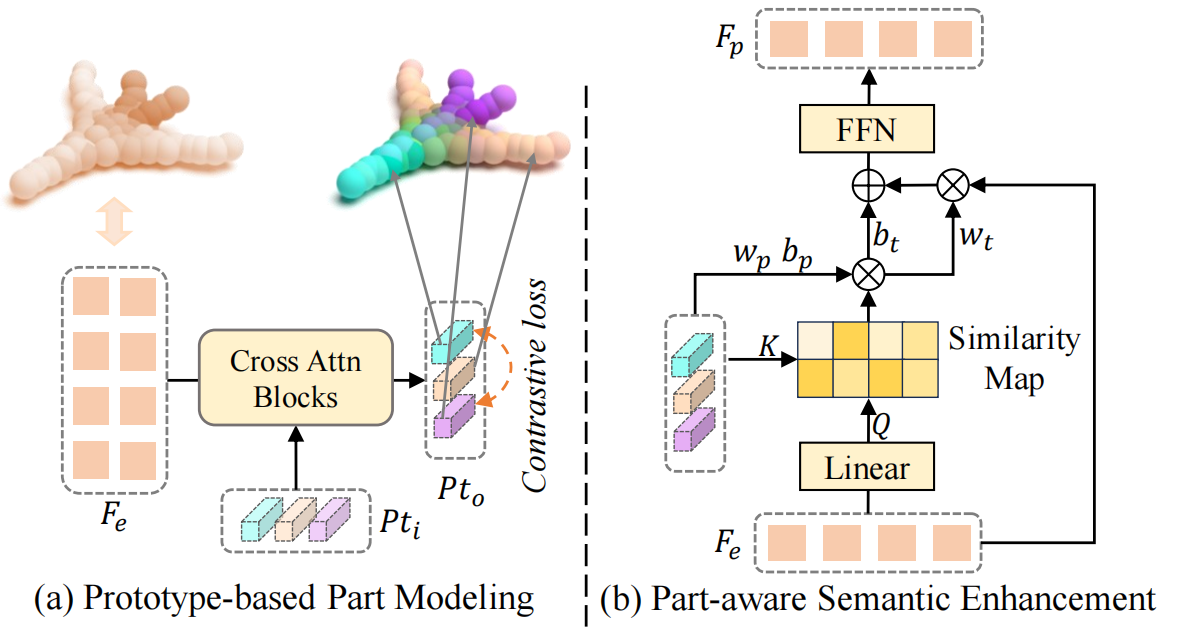 F_e
Cross Attn
Blocks
Pt_i
Pt_o
Contrastive loss
(a) Prototype-based Part Modeling
F_p
FFN
b_t
w_t
w_p b_p
K
Similarity
Map
Q
Linear
F_e
(b) Part-aware Semantic Enhancement